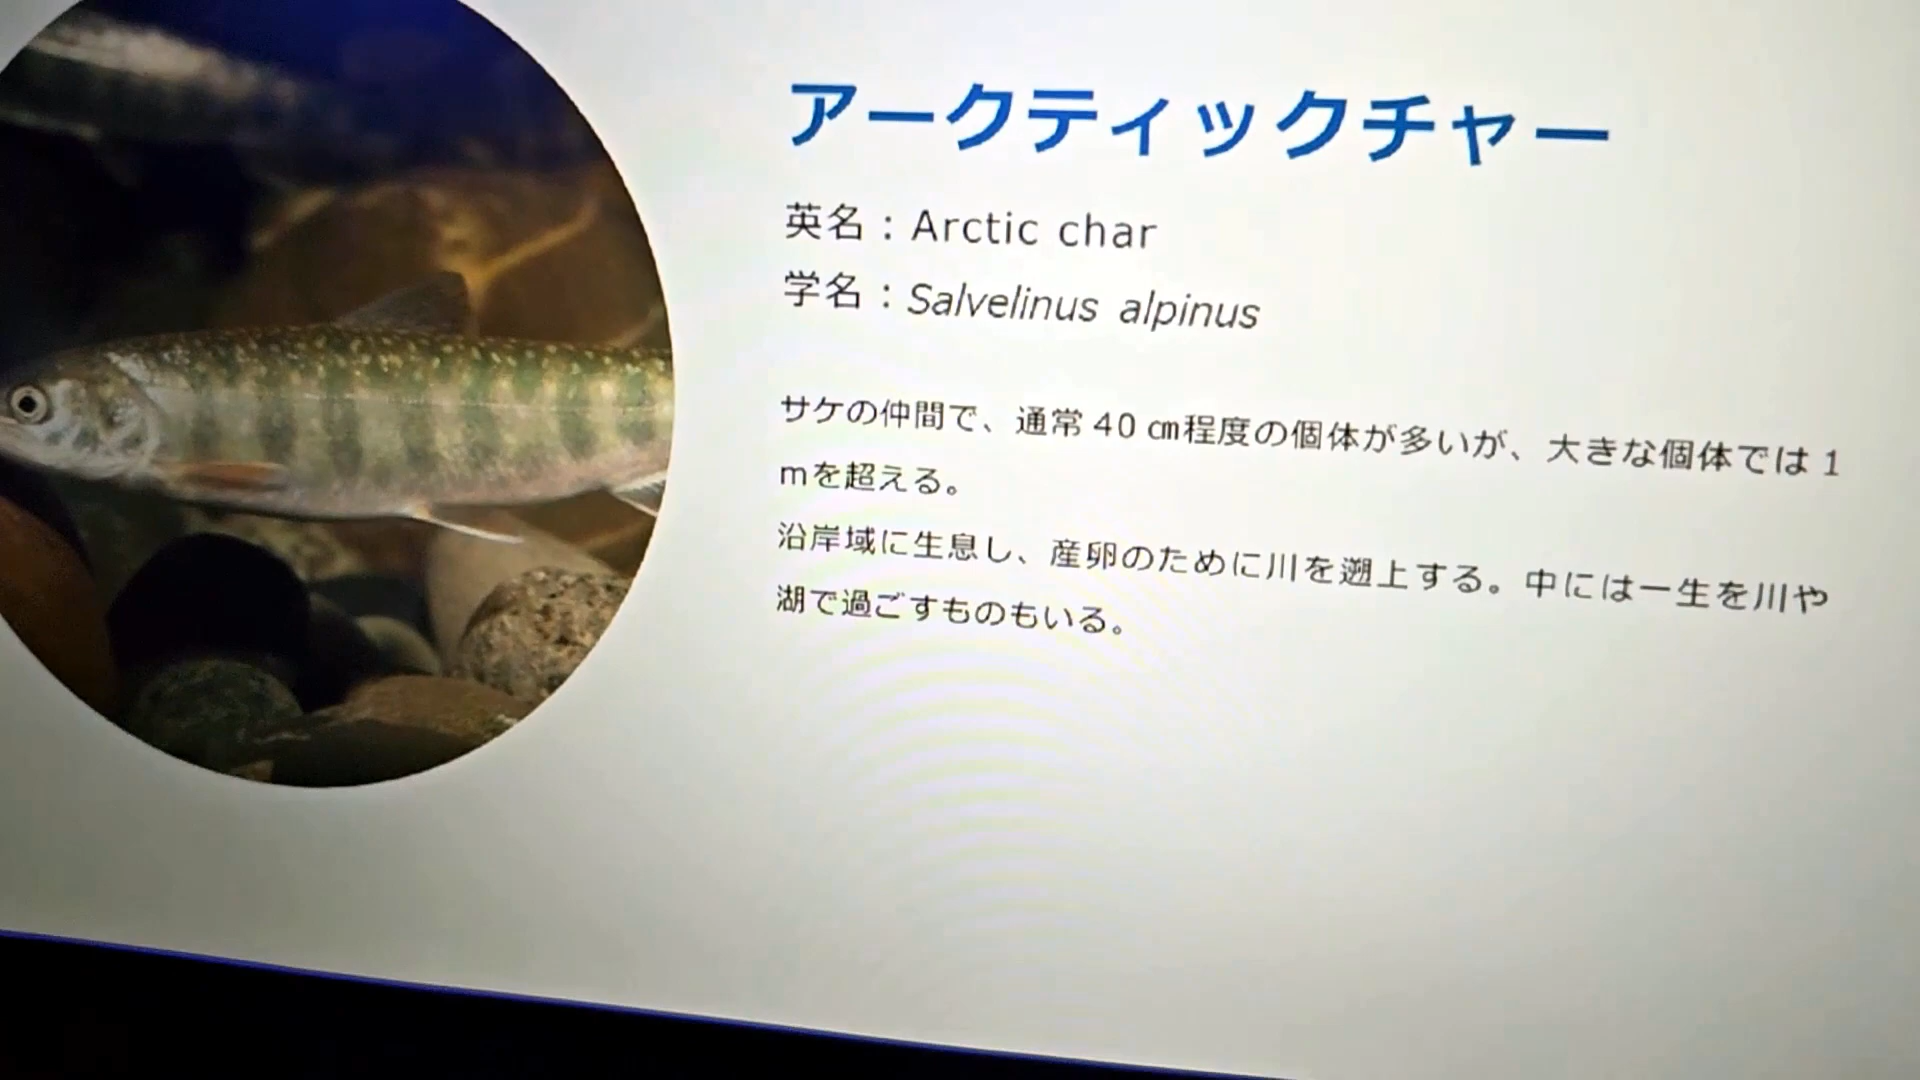 アークティックチャー
英名：Arctic char
学名：Salvelinus alpinus
サケの仲間で、通常 40 ㎝程度の個体が多いが、大きな個体では 1
mを超える。
沿岸域に生息し、産卵のために川を遡上する。中には一生を川や
湖で過ごすものもいる。